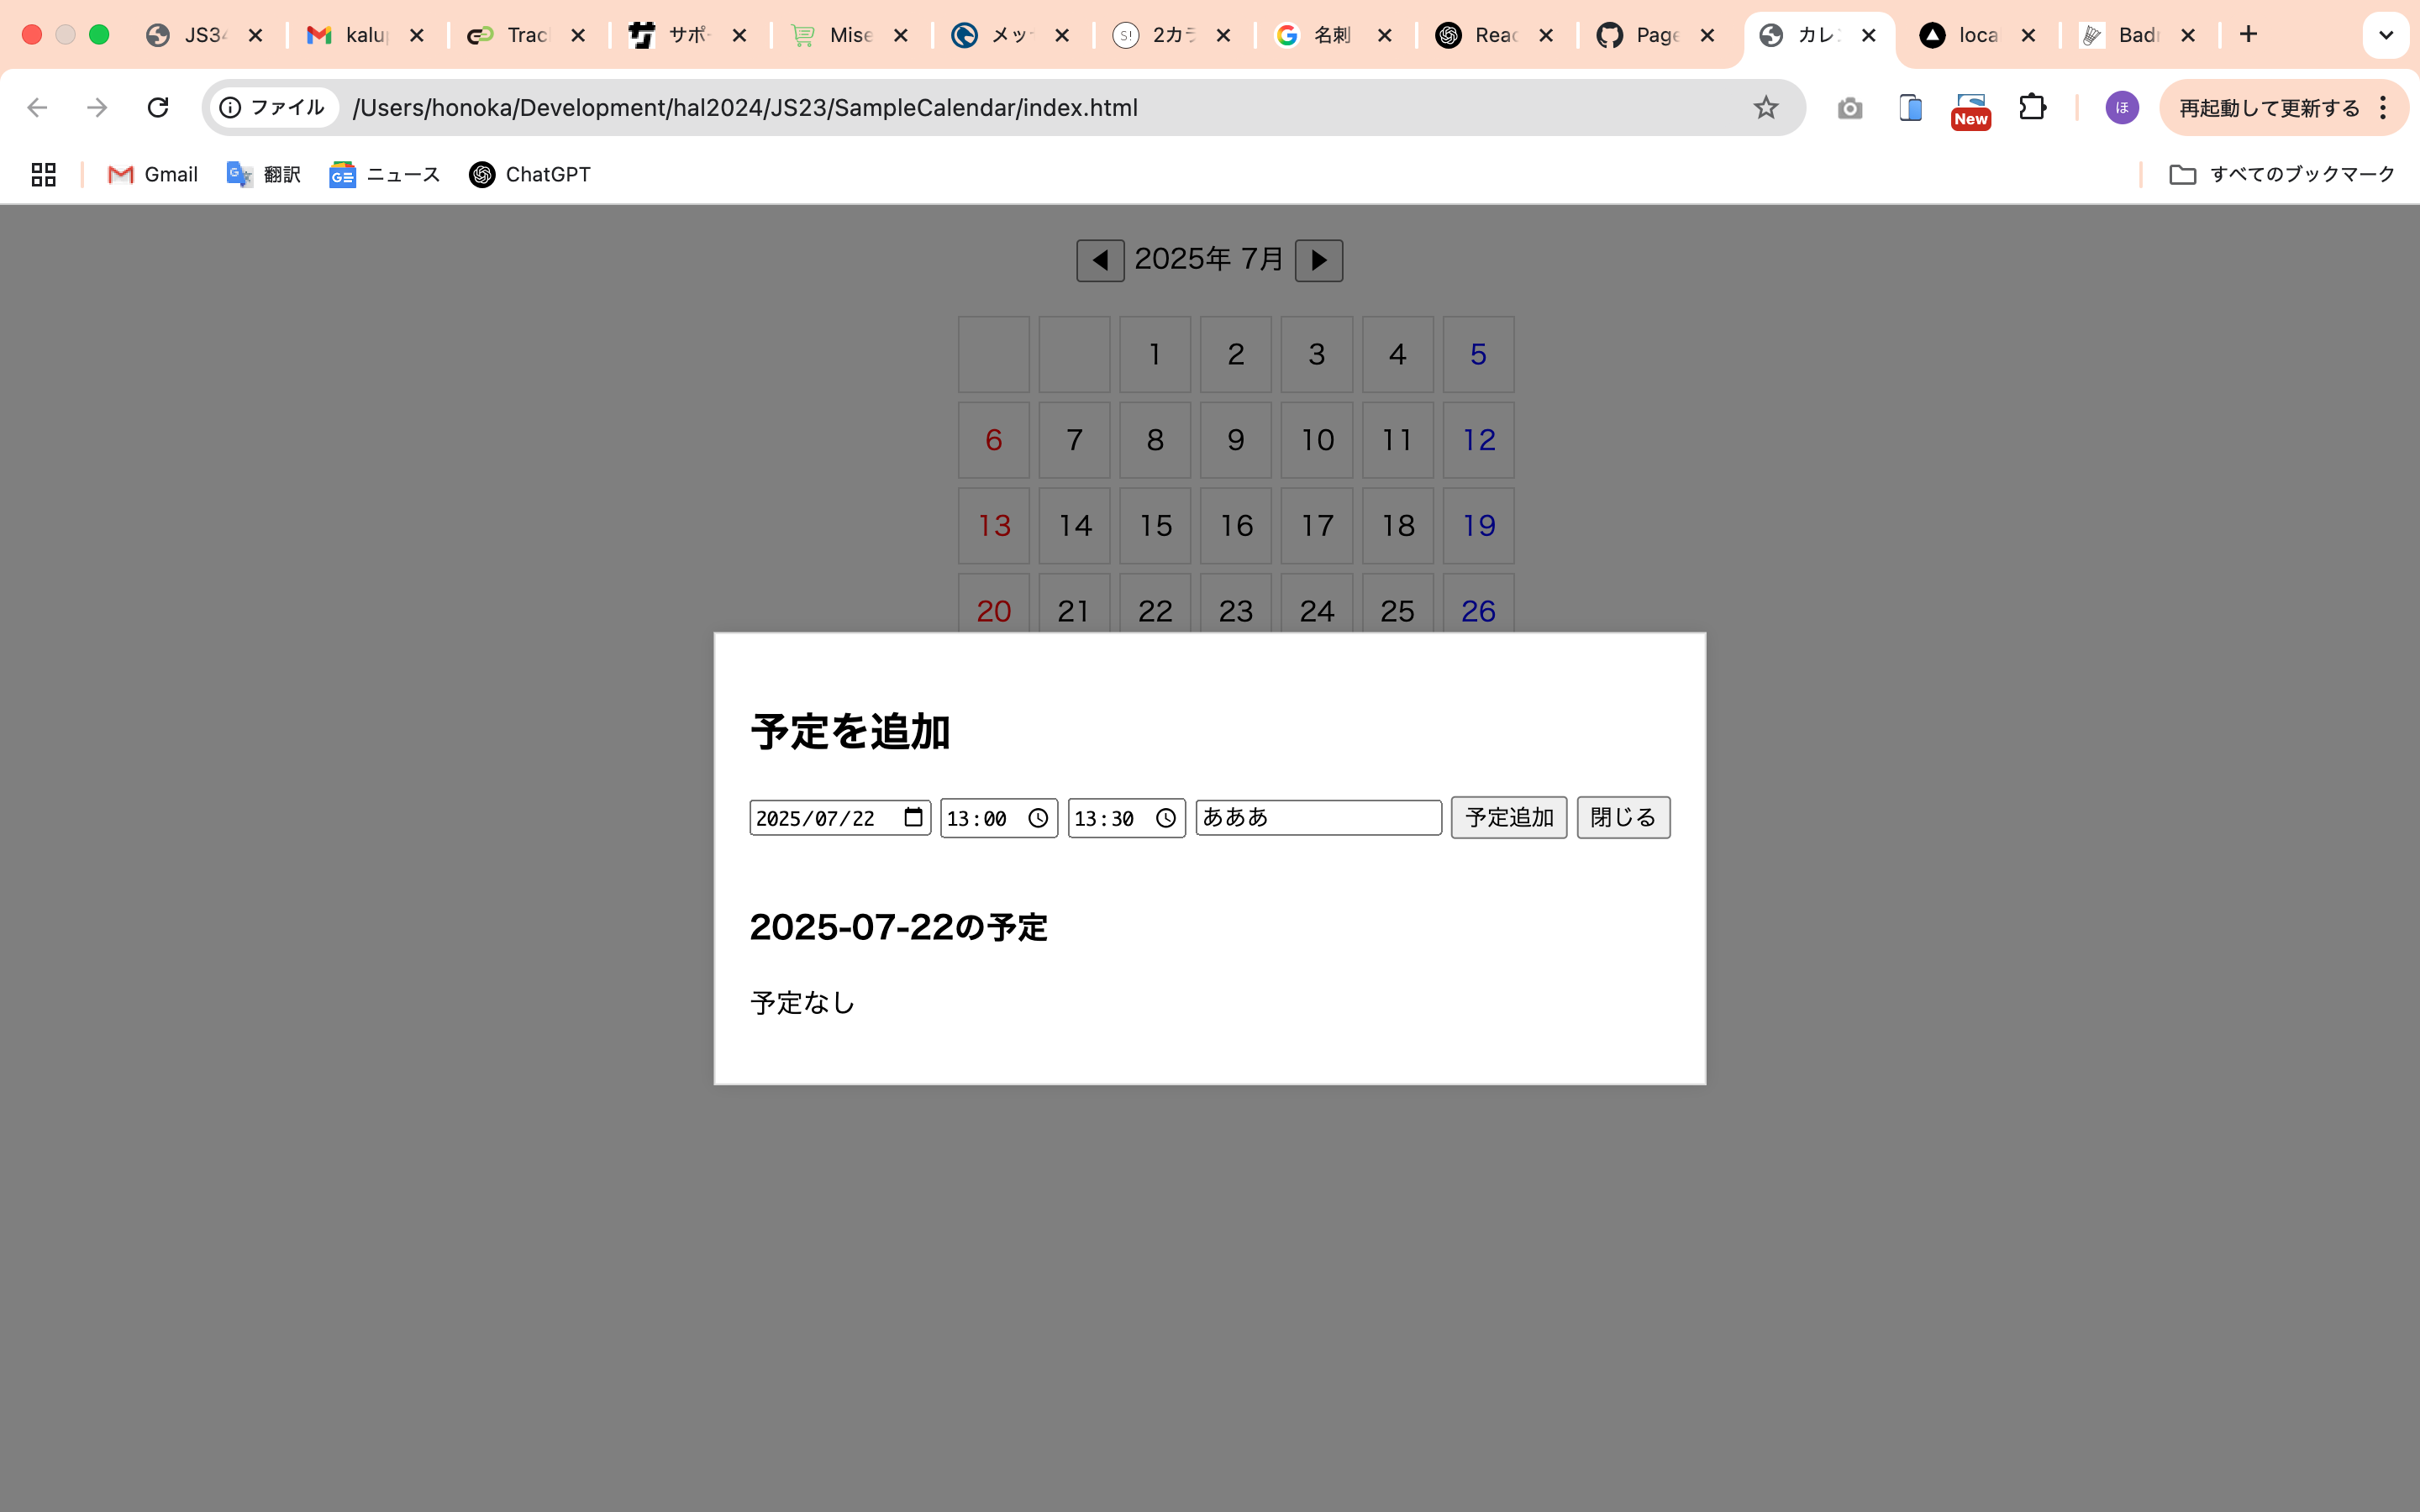 JS34 kalu Trac サポ Mise メッ 2カラ 名刺 Reac Page カレ loca Bad
ファイル /Users/honoka/Development/hal2024/JS23/SampleCalendar/index.html New ほ 再起動して更新する
Gmail 翻訳 ニュース ChatGPT すべてのブックマーク
2025年 7月
1 2 3 4 5
6 7 8 9 10 11 12
13 14 15 16 17 18 19
20 21 22 23 24 25 26
予定を追加
2025/07/22 13:00 13:30 あああ 予定追加 閉じる
2025-07-22の予定
予定なし